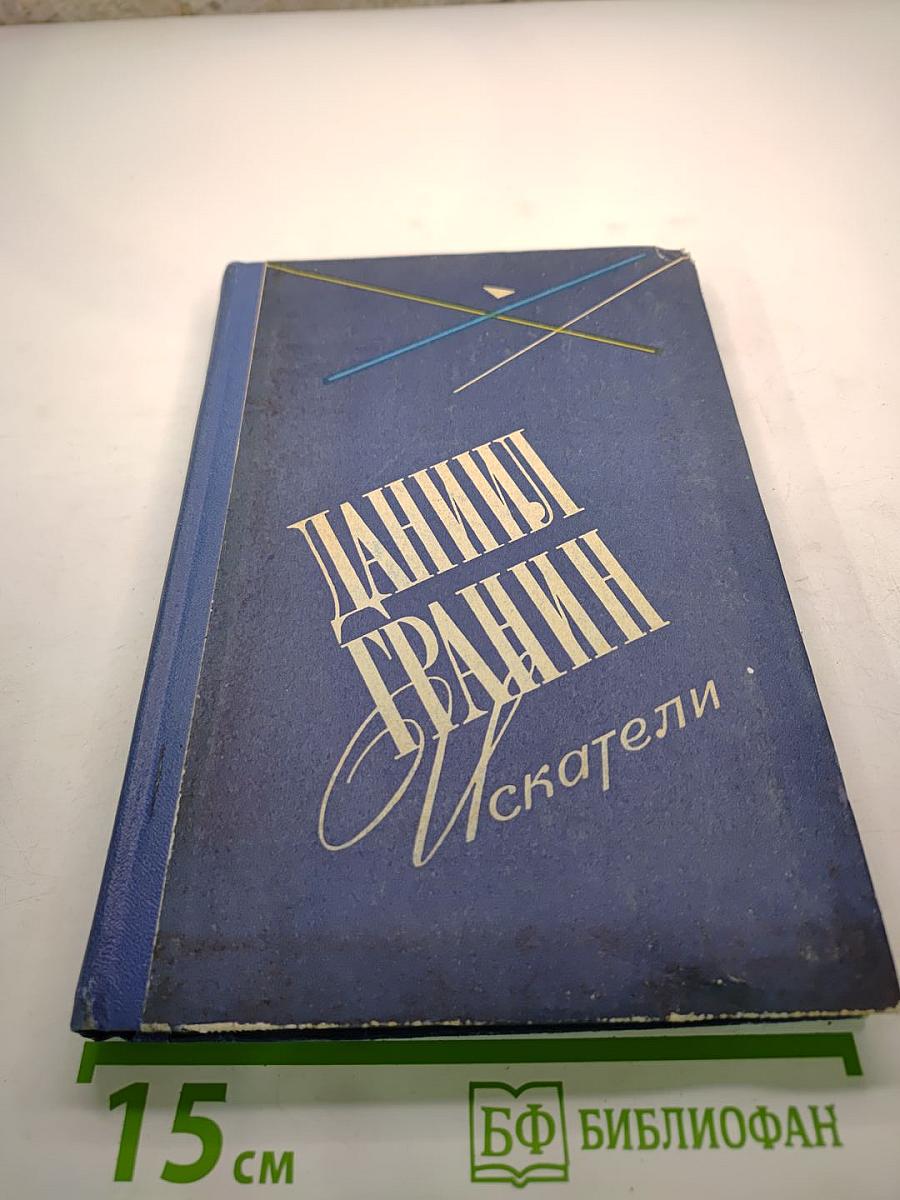 ДАНИИЛ
ГРАНИН
Искатели
15 см
БФ БИБЛИОФАН